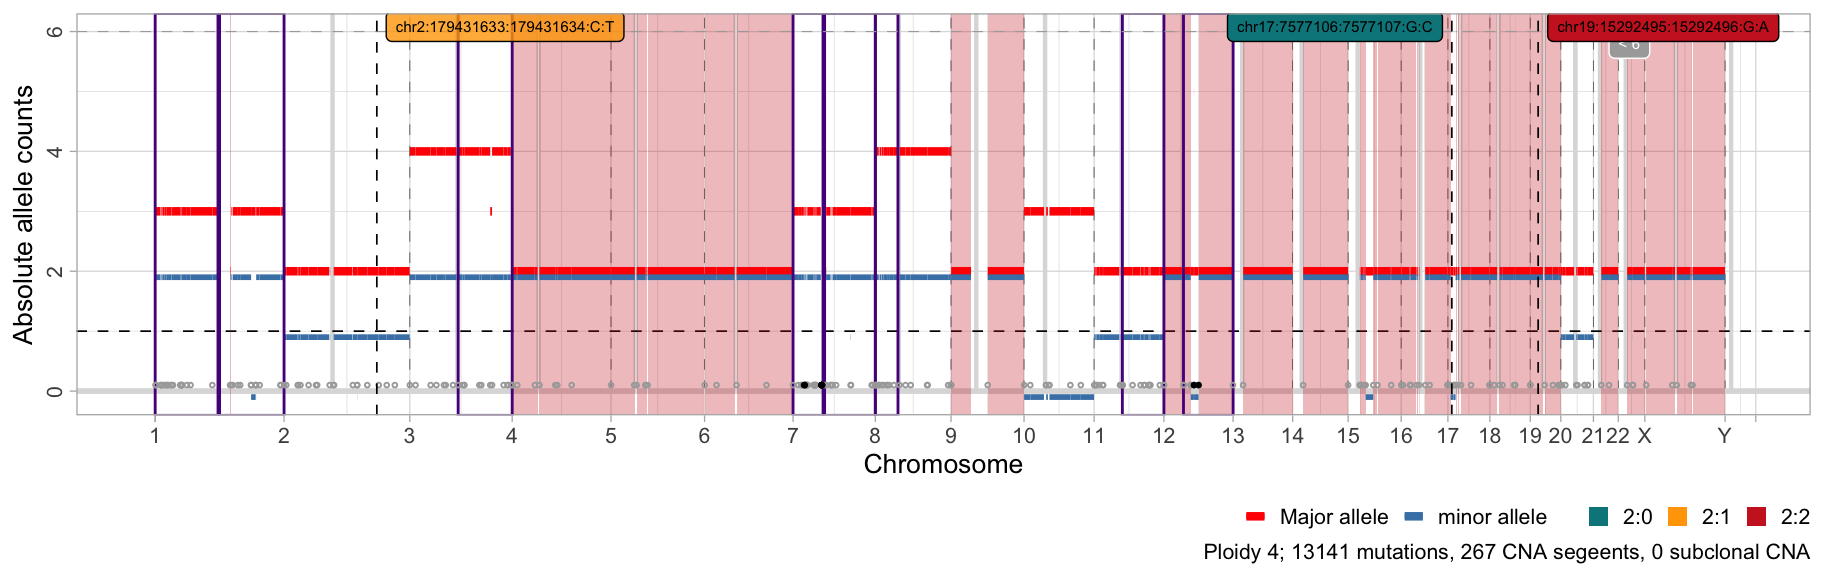 chr2:179431633:179431634:C:T
chr17:7577106:7577107:G:C
chr19:15292495:15292496:G:A
< 6
6
4
2
0
Absolute allele counts
1 2 3 4 5 6 7 8 9 10 11 12 13 14 15 16 17 18 19 20 21 22 X Y
Chromosome
Major allele minor allele 2:0 2:1 2:2
Ploidy 4; 13141 mutations, 267 CNA segeents, 0 subclonal CNA